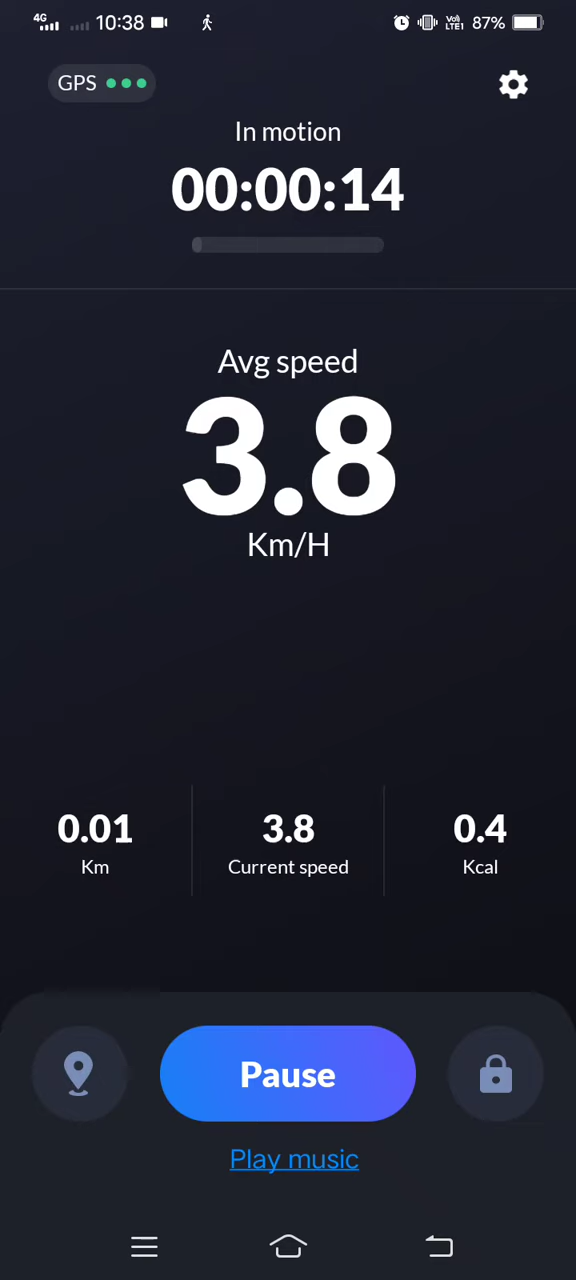 4G 10:38 VoLTE1 87%
GPS
In motion
00:00:14
Avg speed
3.8
Km/H
0.01 3.8 0.4
Km Current speed Kcal
Pause
Play music